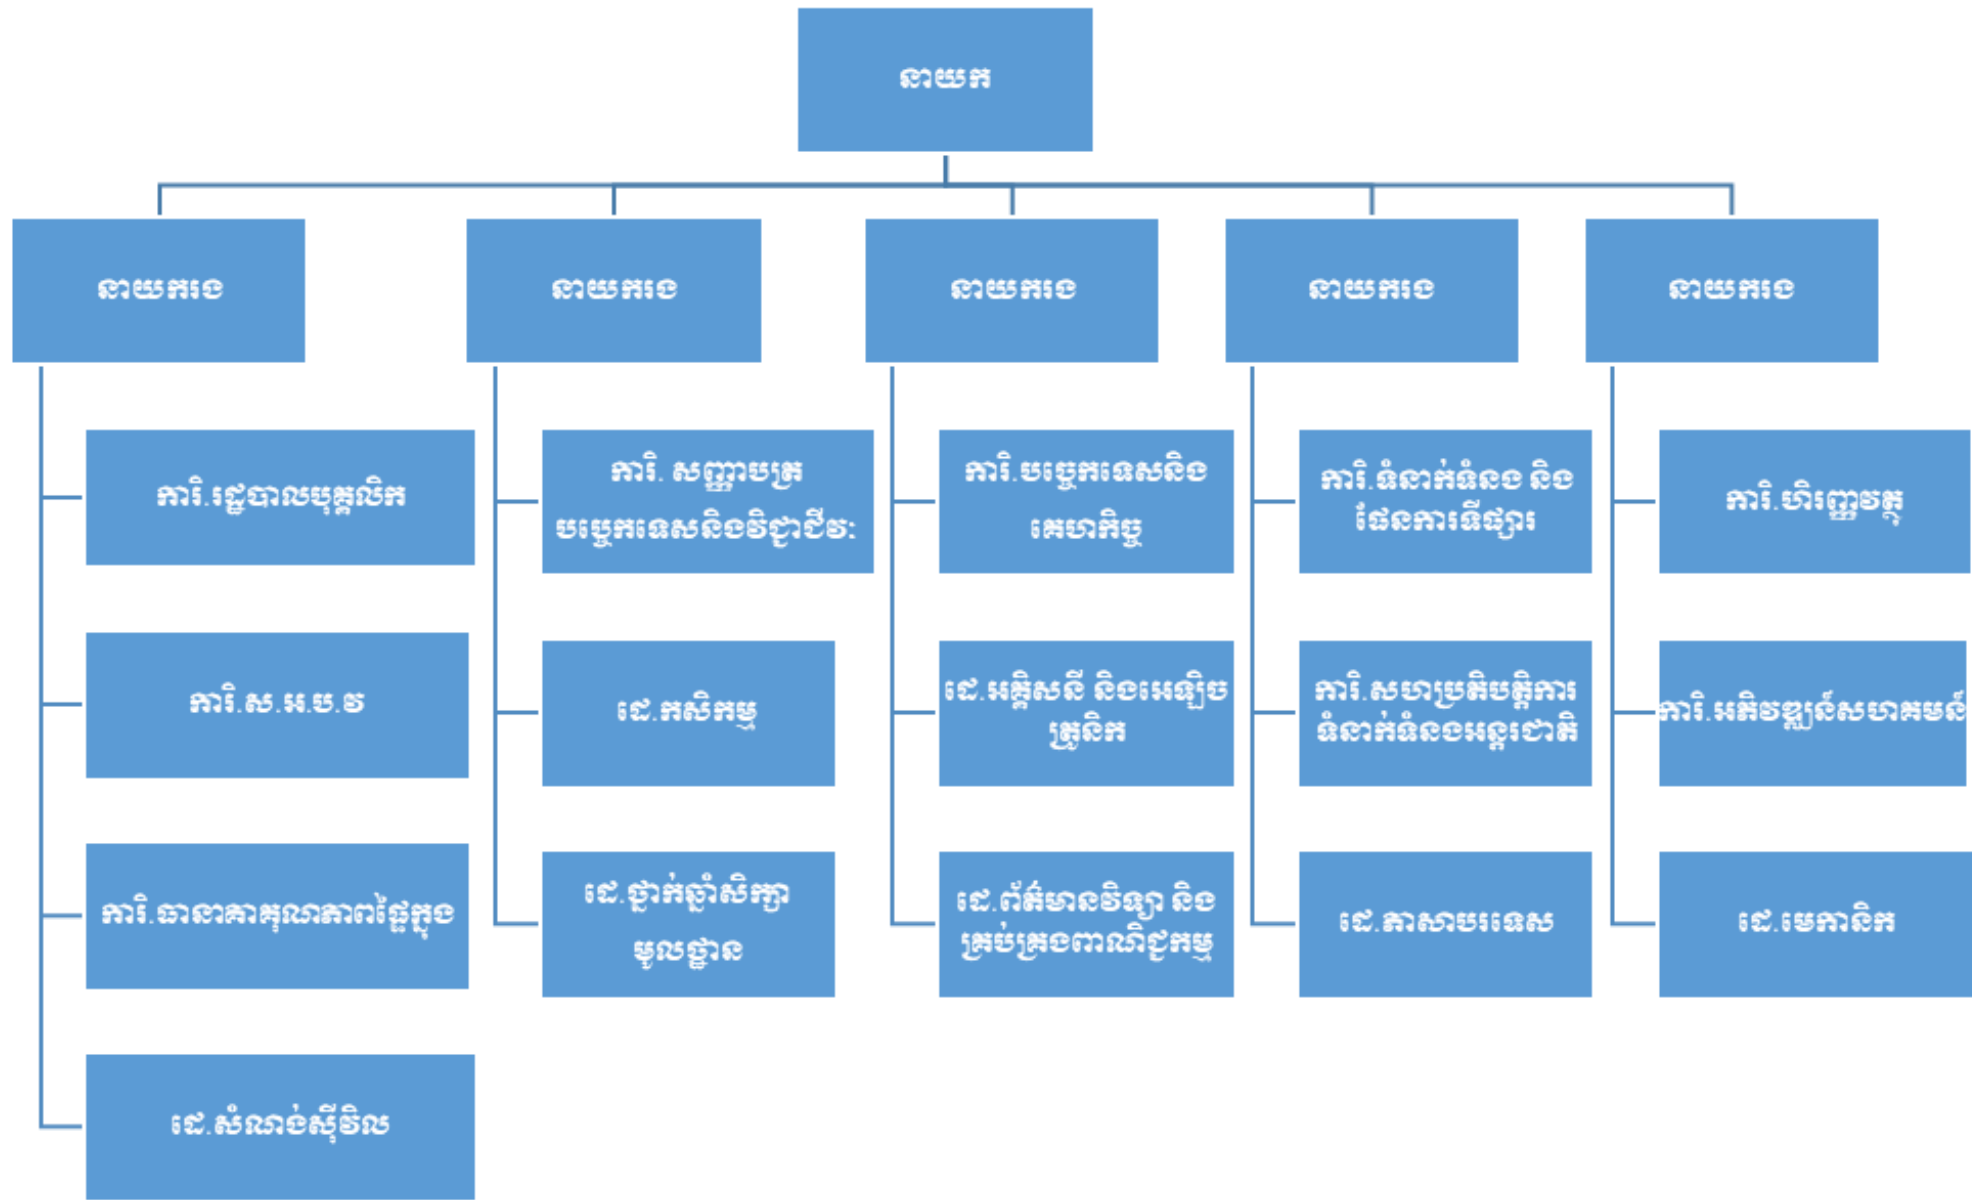 នាយក
នាយករង
នាយករង
នាយករង
នាយករង
នាយករង
ការិ.រដ្ឋបាលបុគ្គលិក
ការិ.ស.អ.ប.វ
ការិ.ធានាគាគុណភាពផ្ទៃក្នុង
ដេ.សំណង់ស៊ីវិល
ការិ. សញ្ញាបត្រ
បច្ចេកទេសនិងវិជ្ជាជីវៈ
ដេ.កសិកម្ម
ដេ.ថ្នាក់ឆ្នាំសិក្សា
មូលដ្ឋាន
ការិ.បច្ចេកទេសនិង
គេហកិច្ច
ដេ.អគ្គិសនី និងអេឡិច
ត្រូនិក
ដេ.ព័ត៌មានវិទ្យា និង
គ្រប់គ្រងពាណិជ្ជកម្ម
ការិ.ទំនាក់ទំនង និង
ផែនការទីផ្សារ
ការិ.សហប្រតិបត្តិការ
ទំនាក់ទំនងអន្តរជាតិ
ដេ.ភាសាបរទេស
ការិ.ហិរញ្ញវត្ថុ
ការិ.អភិវឌ្ឍន៍សហគមន៍
ដេ.មេកានិក